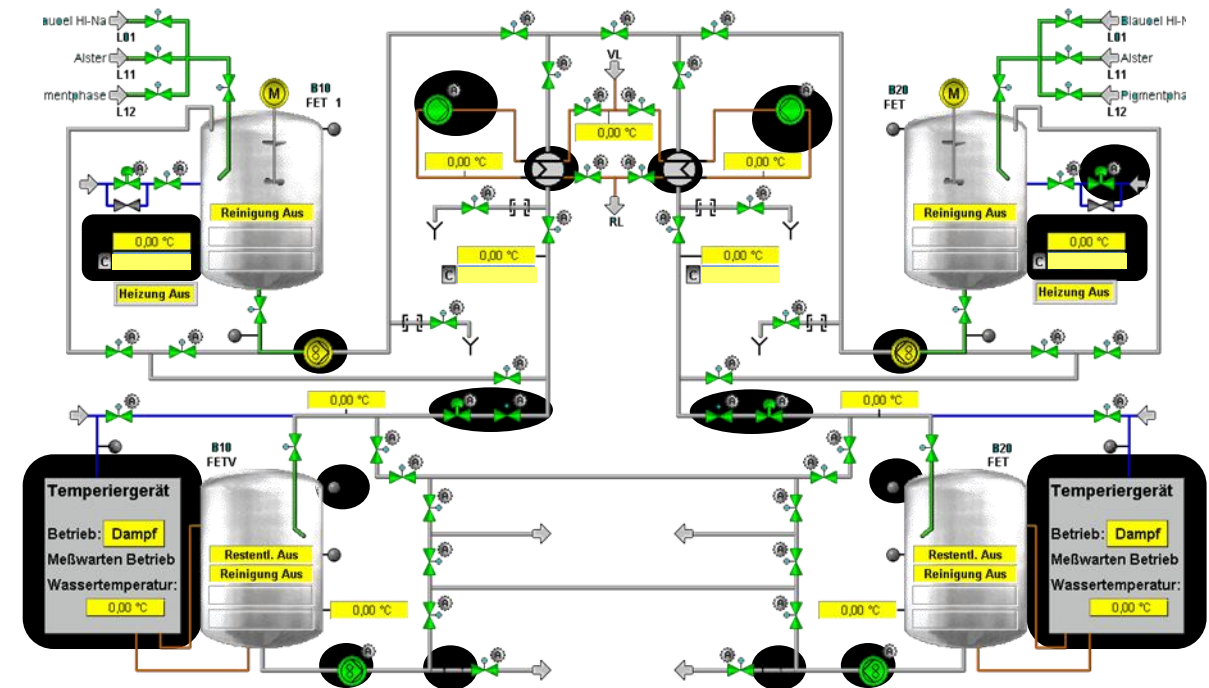 auoel HI-Na
L01
Alster
L11
mentphase
L12
B10
FET 1
M
A
VL
0,00 °C
0,00 °C
0,00 °C
RL
B20
FET
M
Blauoel HI-N
L01
Alster
L11
Pigmentpha
L12
Reinigung Aus
0,00 °C
C
Heizung Aus
0,00 °C
C
0,00 °C
C
Reinigung Aus
0,00 °C
C
Heizung Aus
0,00 °C
0,00 °C
B10
FETV
B20
FET
Temperiergerät
Betrieb: Dampf
Meßwarten Betrieb
Wassertemperatur:
0,00 °C
Restentl. Aus
Reinigung Aus
0,00 °C
0,00 °C
Restentl. Aus
Reinigung Aus
Temperiergerät
Betrieb: Dampf
Meßwarten Betrieb
Wassertemperatur:
0,00 °C